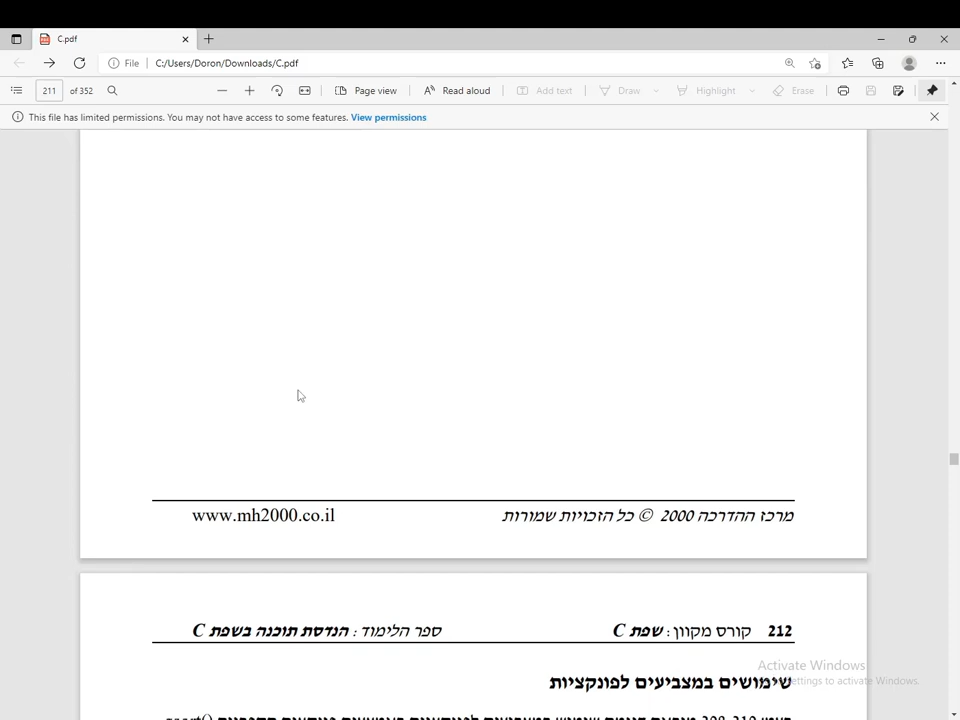 C.pdf
File
C:/Users/Doron/Downloads/C.pdf
211 of 352
Page view
Read aloud
Add text
Draw
Highlight
Erase
This file has limited permissions. You may not have access to some features. View permissions
מרכז ההדרכה 2000 © כל הזכויות שמורות
www.mh2000.co.il
212 קורס מקוון: שפת C
ספר הלימוד: הנדסת תוכנה בשפת C
Activate Windows
שימושים במצביעים לפונקציות
settings to activate Windows.